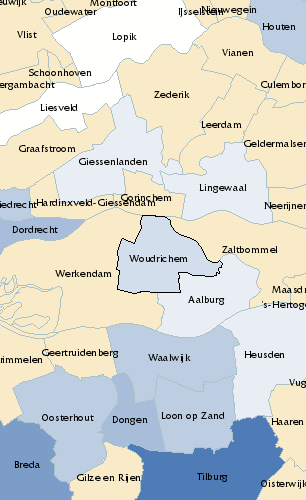 Montfoort
IJsselstein
Nieuwegein
Oudewater
Houten
Vlist
Lopik
Vianen
Schoonhoven
ergambacht
Culembor
Zederik
Liesveld
Leerdam
Geldermalsen
Graafstroom
Giessenlanden
Lingewaal
Gorinchem
Hardinxveld-Giessendam
iedrecht
Neerijnen
Dordrecht
Zaltbommel
Woudrichem
Werkendam
Maasdr
Aalburg
's-Hertoge
Geertruidenberg
Waalwijk
Heusden
rimmelen
Vug
Oosterhout
Dongen
Loon op Zand
Haaren
Breda
Gilze en Rijen
Tilburg
Oisterwijk